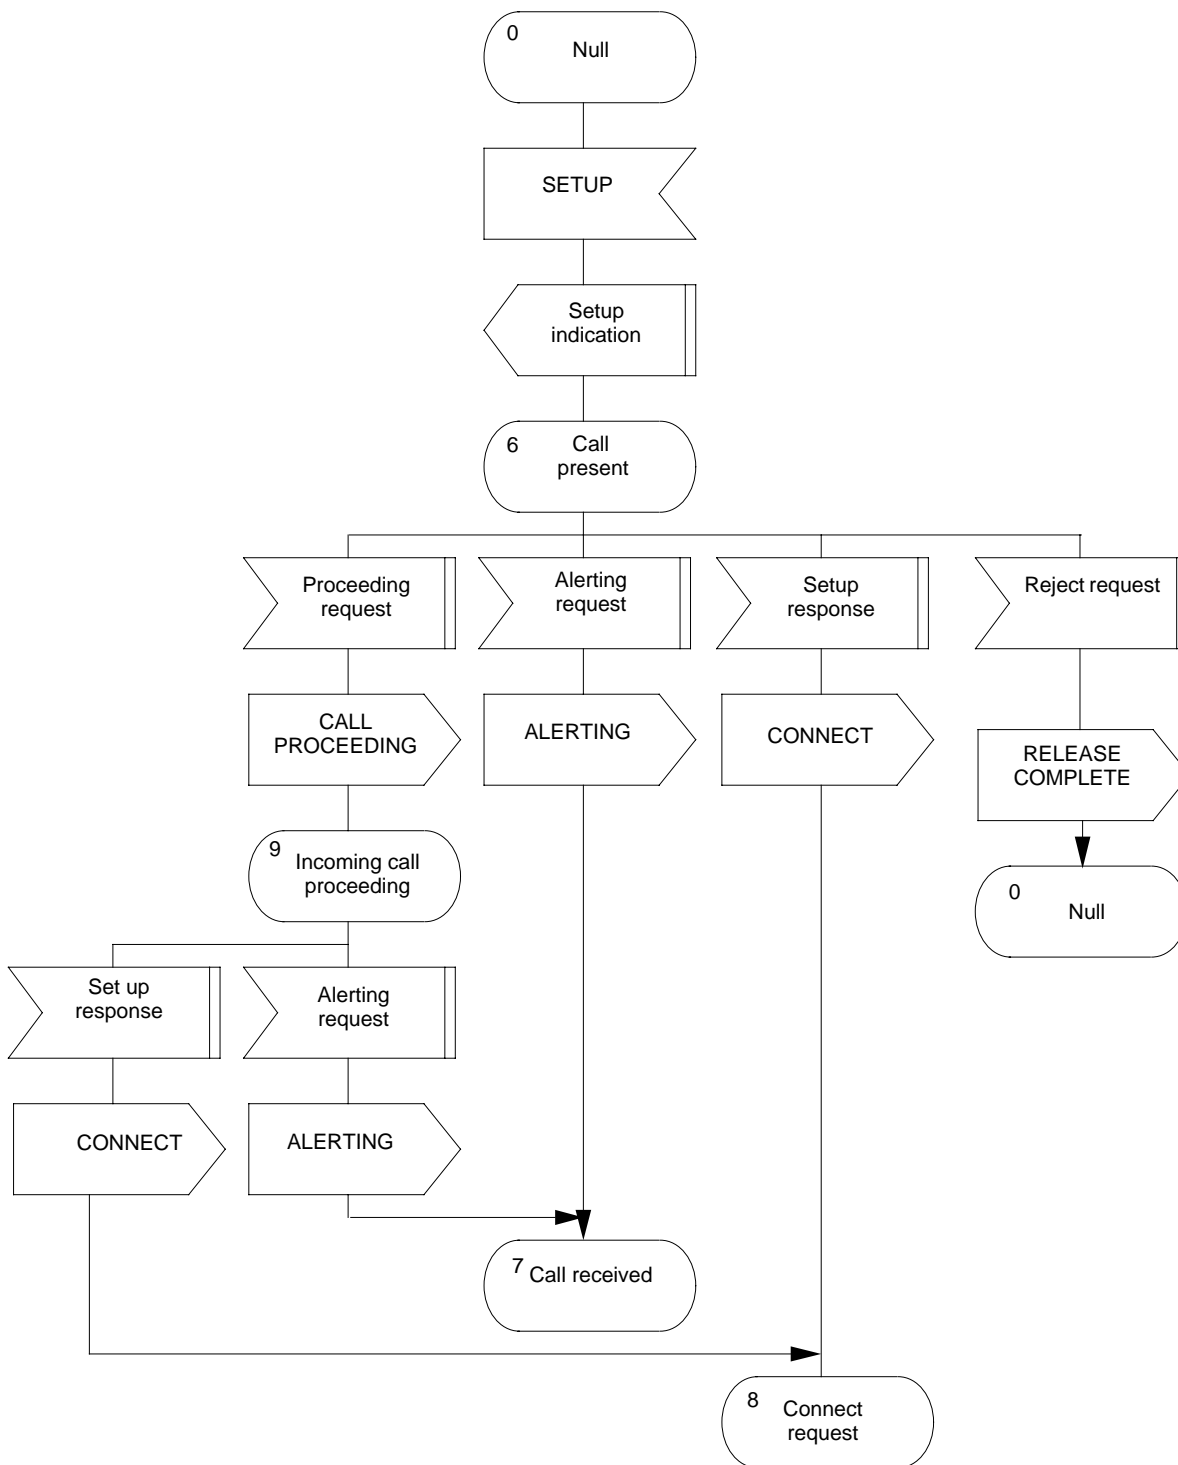 0
Null
SETUP
Setup
indication
6
Call
present
Proceeding
request
Alerting
request
Setup
response
Reject request
CALL
PROCEEDING
ALERTING
CONNECT
RELEASE
COMPLETE
9
Incoming call
proceeding
0
Null
Set up
response
Alerting
request
CONNECT
ALERTING
7
Call received
8
Connect
request